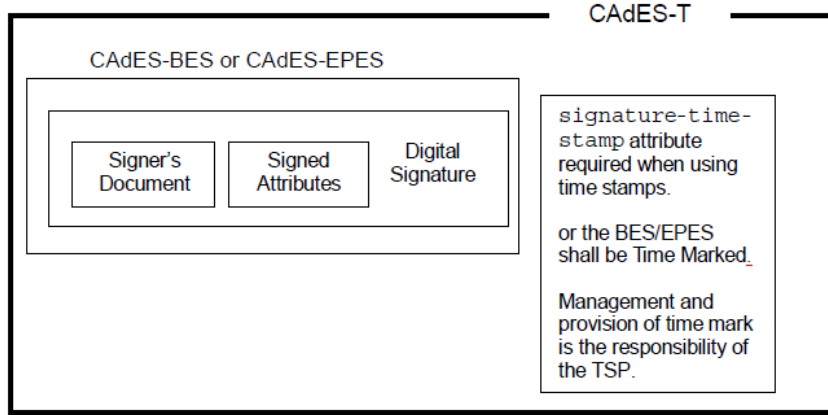 CAdES-T
CAdES-BES or CAdES-EPES
Signer's
Document
Signed
Attributes
Digital
Signature
signature-time-
stamp attribute
required when using
time stamps.
or the BES/EPES
shall be Time Marked.
Management and
provision of time mark
is the responsibility of
the TSP.